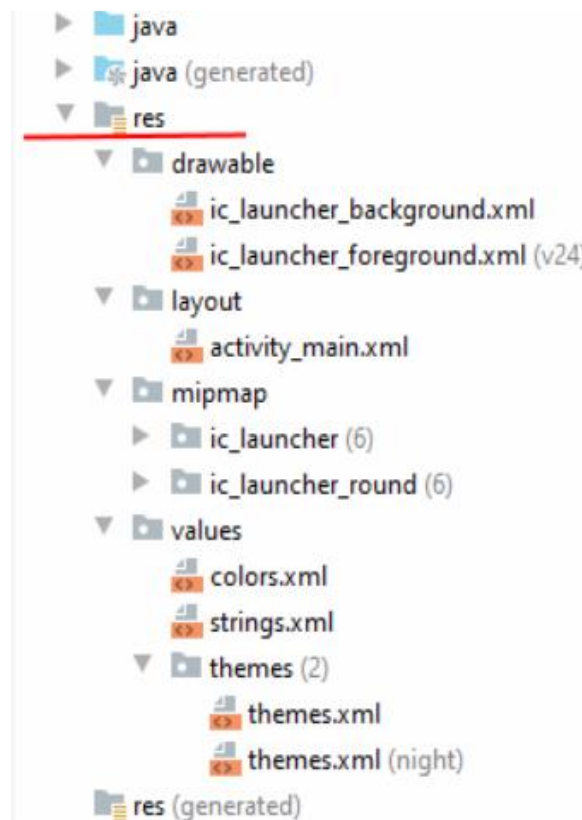 java
java (generated)
res
drawable
ic_launcher_background.xml
ic_launcher_foreground.xml (v24)
layout
activity_main.xml
mipmap
ic_launcher (6)
ic_launcher_round (6)
values
colors.xml
strings.xml
themes (2)
themes.xml
themes.xml (night)
res (generated)